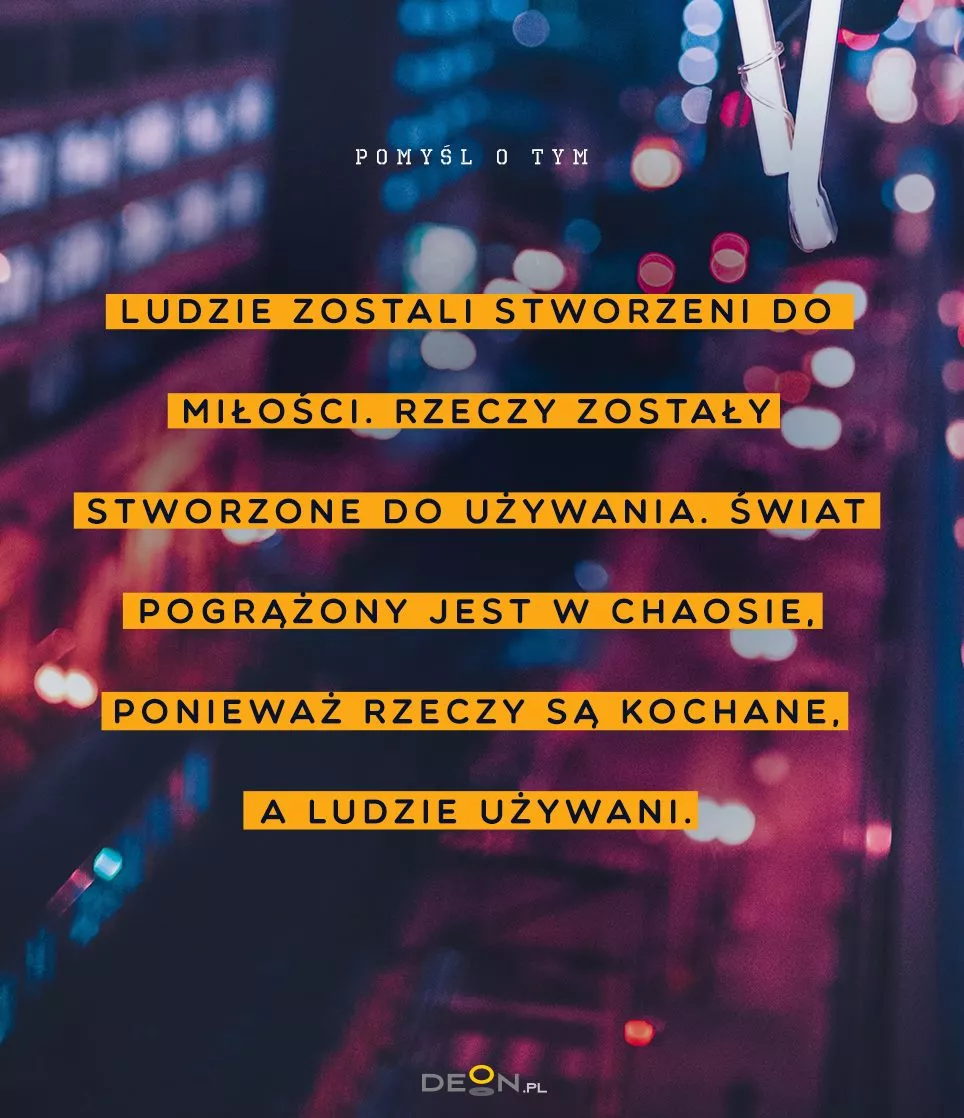 POMYŚL O TYM
LUDZIE ZOSTALI STWORZENI DO
MIŁOŚCI. RZECZY ZOSTAŁY
STWORZONE DO UŻYWANIA. ŚWIAT
POGRĄŻONY JEST W CHAOSIE,
PONIEWAŻ RZECZY SĄ KOCHANE,
A LUDZIE UŻYWANI.
DEON.PL